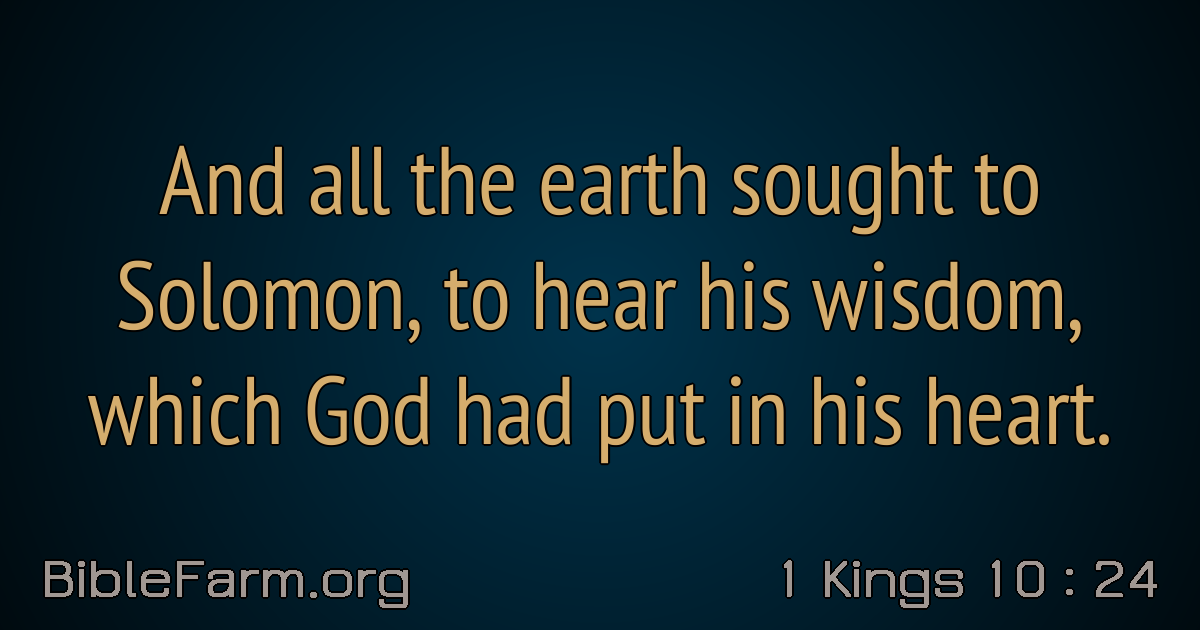 And all the earth sought to
Solomon, to hear his wisdom,
which God had put in his heart.
BibleFarm.org
1 Kings 10 : 24